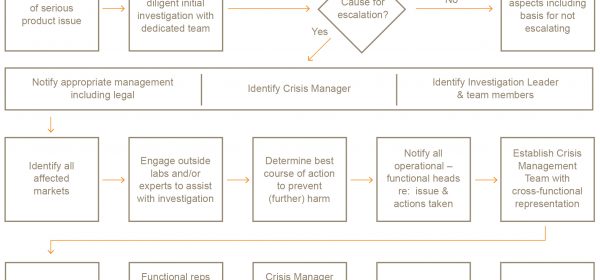 of serious
product issue
diligent initial
investigation with
dedicated team
Cause for
escalation?
No
aspects including
basis for not
escalating
Yes
Notify appropriate management
including legal
Identify Crisis Manager
Identify Investigation Leader
& team members
Identify all
affected
markets
Engage outside
labs and/or
experts to assist
with investigation
Determine best
course of action
to prevent
(further) harm
Notify all
operational –
functional heads
re: issue &
actions taken
Establish Crisis
Management
Team with
cross-functional
representation
Functional reps
Crisis Manager